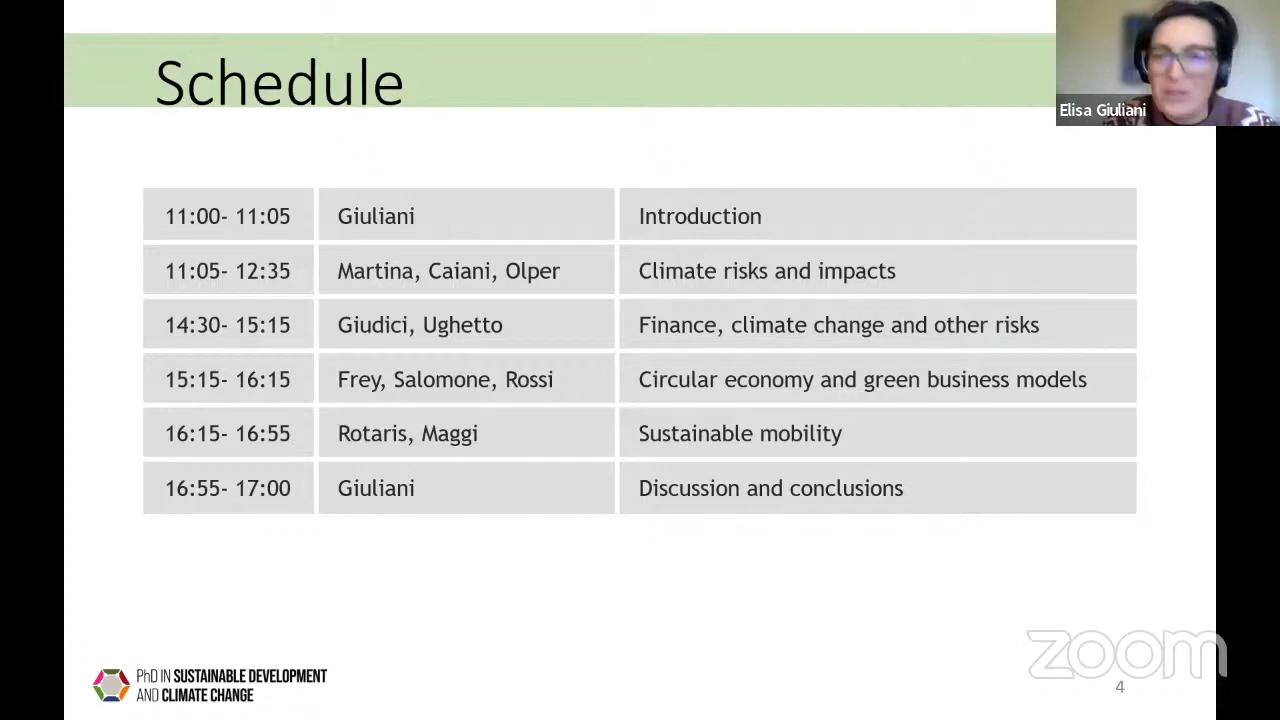 Schedule
Elisa Giuliani
11:00- 11:05 Giuliani Introduction
11:05- 12:35 Martina, Caiani, Olper Climate risks and impacts
14:30- 15:15 Giudici, Ughetto Finance, climate change and other risks
15:15- 16:15 Frey, Salomone, Rossi Circular economy and green business models
16:15- 16:55 Rotaris, Maggi Sustainable mobility
16:55- 17:00 Giuliani Discussion and conclusions
PhD IN SUSTAINABLE DEVELOPMENT
AND CLIMATE CHANGE
zoom
4